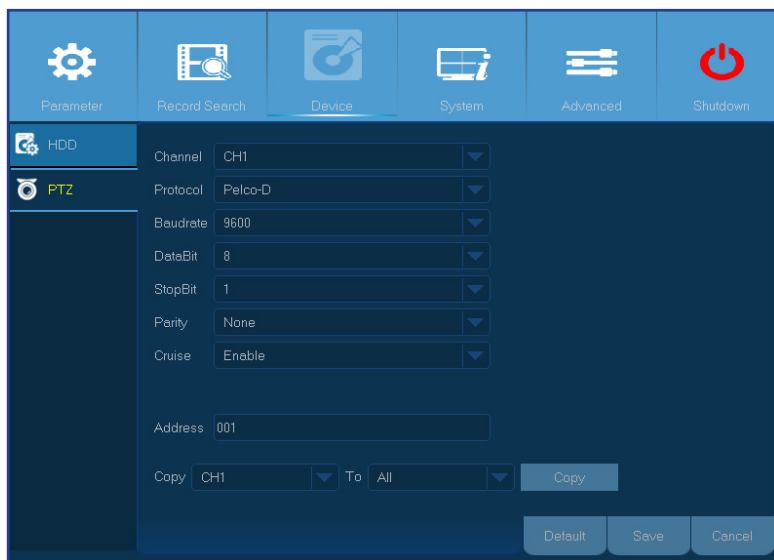 Parameter Record Search Device System Advanced Shutdown
HDD
PTZ
Channel CH1
Protocol Pelco-D
Baudrate 9600
DataBit 8
StopBit 1
Parity None
Cruise Enable
Address 001
Copy CH1 To All Copy
Default Save Cancel